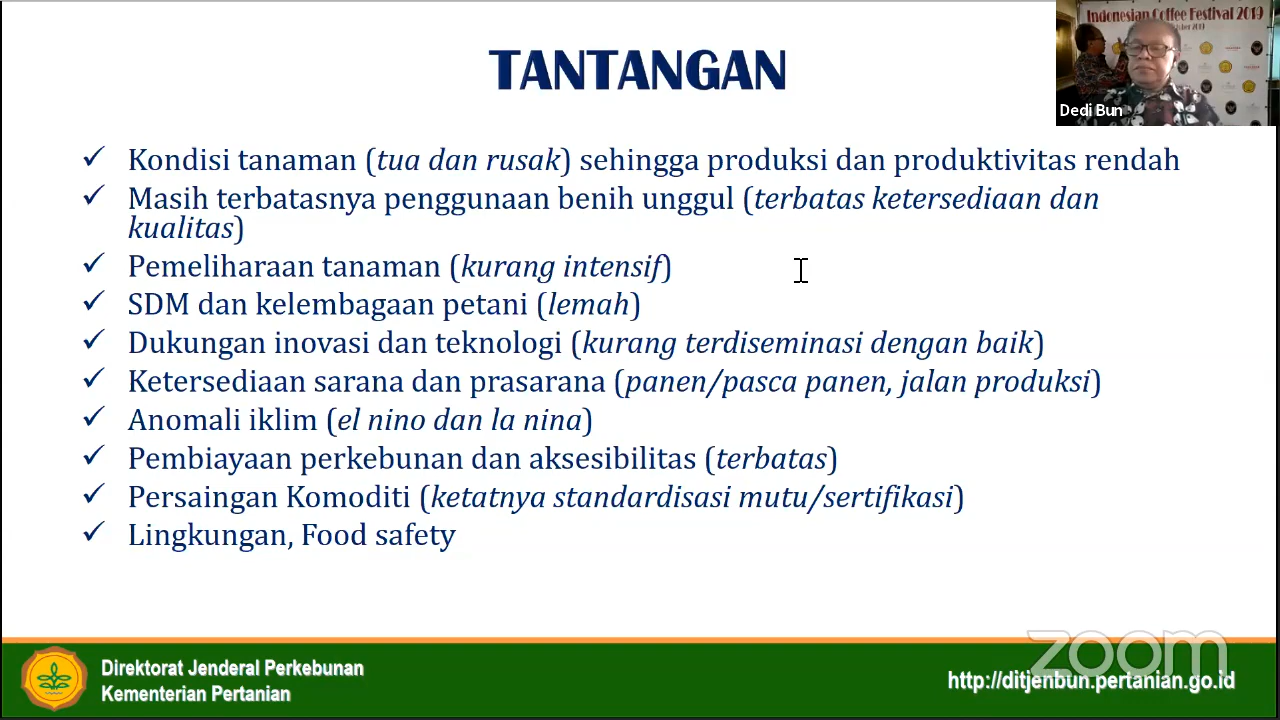 Indonesian Coffee Festival 2019
Dedi Bun
TANTANGAN
✓ Kondisi tanaman (tua dan rusak) sehingga produksi dan produktivitas rendah
✓ Masih terbatasnya penggunaan benih unggul (terbatas ketersediaan dan
kualitas)
✓ Pemeliharaan tanaman (kurang intensif)
✓ SDM dan kelembagaan petani (lemah)
✓ Dukungan inovasi dan teknologi (kurang terdiseminasi dengan baik)
✓ Ketersediaan sarana dan prasarana (panen/pasca panen, jalan produksi)
✓ Anomali iklim (el nino dan la nina)
✓ Pembiayaan perkebunan dan aksesibilitas (terbatas)
✓ Persaingan Komoditi (ketatnya standardisasi mutu/sertifikasi)
✓ Lingkungan, Food safety
zoom
Direktorat Jenderal Perkebunan
Kementerian Pertanian
http://ditjenbun.pertanian.go.id